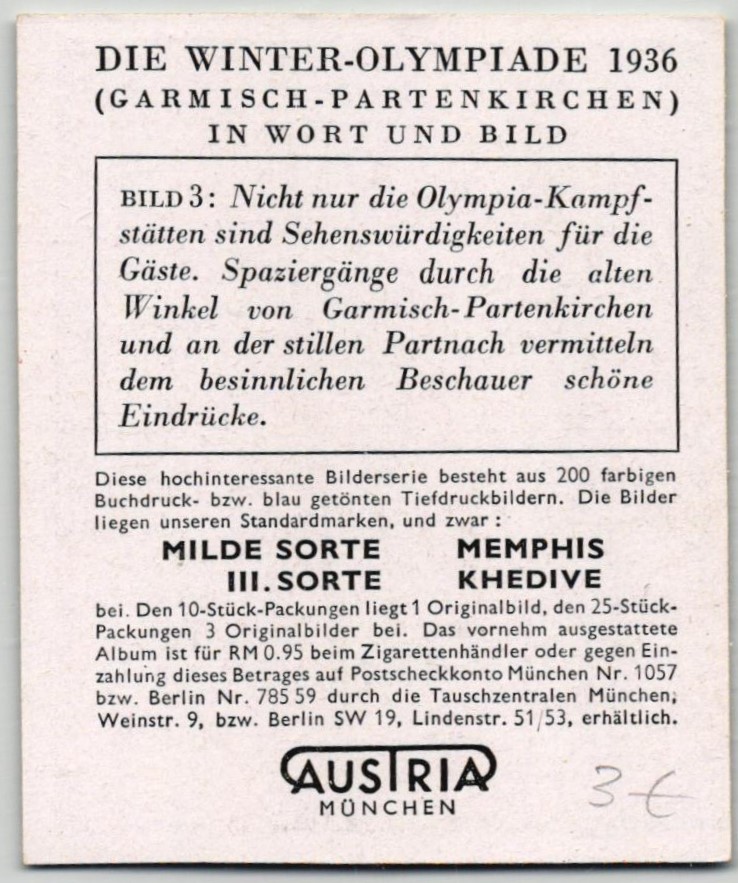 DIE WINTER-OLYMPIADE 1936
(GARMISCH-PARTENKIRCHEN)
IN WORT UND BILD
BILD 3: Nicht nur die Olympia-Kampf-
stätten sind Sehenswürdigkeiten für die
Gäste. Spaziergänge durch die alten
Winkel von Garmisch-Partenkirchen
und an der stillen Partnach vermitteln
dem besinnlichen Beschauer schöne
Eindrücke.
Diese hochinteressante Bilderserie besteht aus 200 farbigen
Buchdruck- bzw. blau getönten Tiefdruckbildern. Die Bilder
liegen unseren Standardmarken, und zwar:
MILDE SORTE MEMPHIS
III. SORTE KHEDIVE
bei. Den 10-Stück-Packungen liegt 1 Originalbild, den 25-Stück-
Packungen 3 Originalbilder bei. Das vornehm ausgestattete
Album ist für RM 0.95 beim Zigarettenhändler oder gegen Ein-
zahlung dieses Betrages auf Postscheckkonto München Nr. 1057
bzw. Berlin Nr. 785 59 durch die Tauschzentralen München,
Weinstr. 9, bzw. Berlin SW 19, Lindenstr. 51/53, erhältlich.
AUSTRIA
MÜNCHEN
3 €